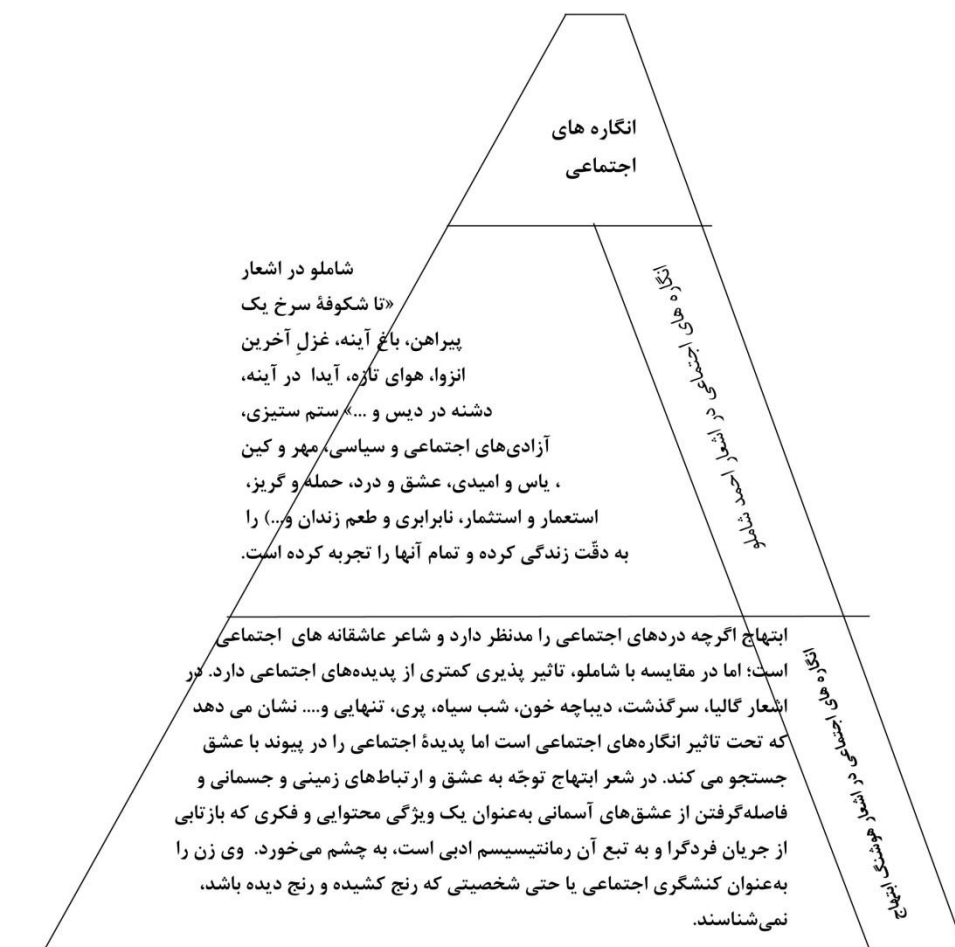 انگاره های
اجتماعی
شاملو در اشعار
«تا شکوفهٔ سرخ یک
پیراهن، باغ آینه، غزلِ آخرین
انزوا، هوای تازه، آیدا در آینه،
دشنه در دیس و ...» ستم ستیزی،
آزادی‌های اجتماعی و سیاسی، مهر و کین
، یاس و امیدی، عشق و درد، حمله و گریز،
استعمار و استثمار، نابرابری و طعم زندان و...) را
به دقّت زندگی کرده و تمام آنها را تجربه کرده است.
انگاره های اجتماعی در اشعار احمد شاملو
ابتهاج اگرچه دردهای اجتماعی را مدنظر دارد و شاعر عاشقانه های اجتماعی
است؛ اما در مقایسه با شاملو، تاثیر پذیری کمتری از پدیده‌های اجتماعی دارد. در
اشعار گالیا، سرگذشت، دیباچه خون، شب سیاه، پری، تنهایی و.... نشان می دهد
که تحت تاثیر انگاره‌های اجتماعی است اما پدیدهٔ اجتماعی را در پیوند با عشق
جستجو می کند. در شعر ابتهاج توجّه به عشق و ارتباط‌های زمینی و جسمانی و
فاصله‌گرفتن از عشق‌های آسمانی به‌عنوان یک ویژگی محتوایی و فکری که بازتابی
از جریان فردگرا و به تبع آن رمانتیسیسم ادبی است، به چشم می‌خورد. وی زن را
به‌عنوان کنشگری اجتماعی یا حتی شخصیتی که رنج کشیده و رنج دیده باشد،
نمی‌شناسند.
انگاره های اجتماعی در اشعار هوشنگ ابتهاج